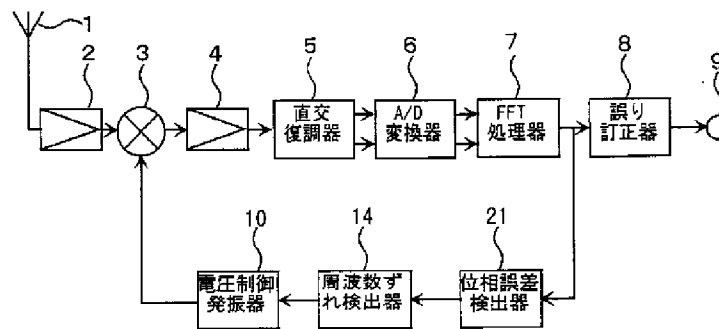 1
2
3
4
5
6
7
8
9
直交
復調器
A/D
変換器
FFT
処理器
誤り
訂正器
10
14
21
電圧制御
発振器
周波数ず
れ検出器
位相誤差
検出器